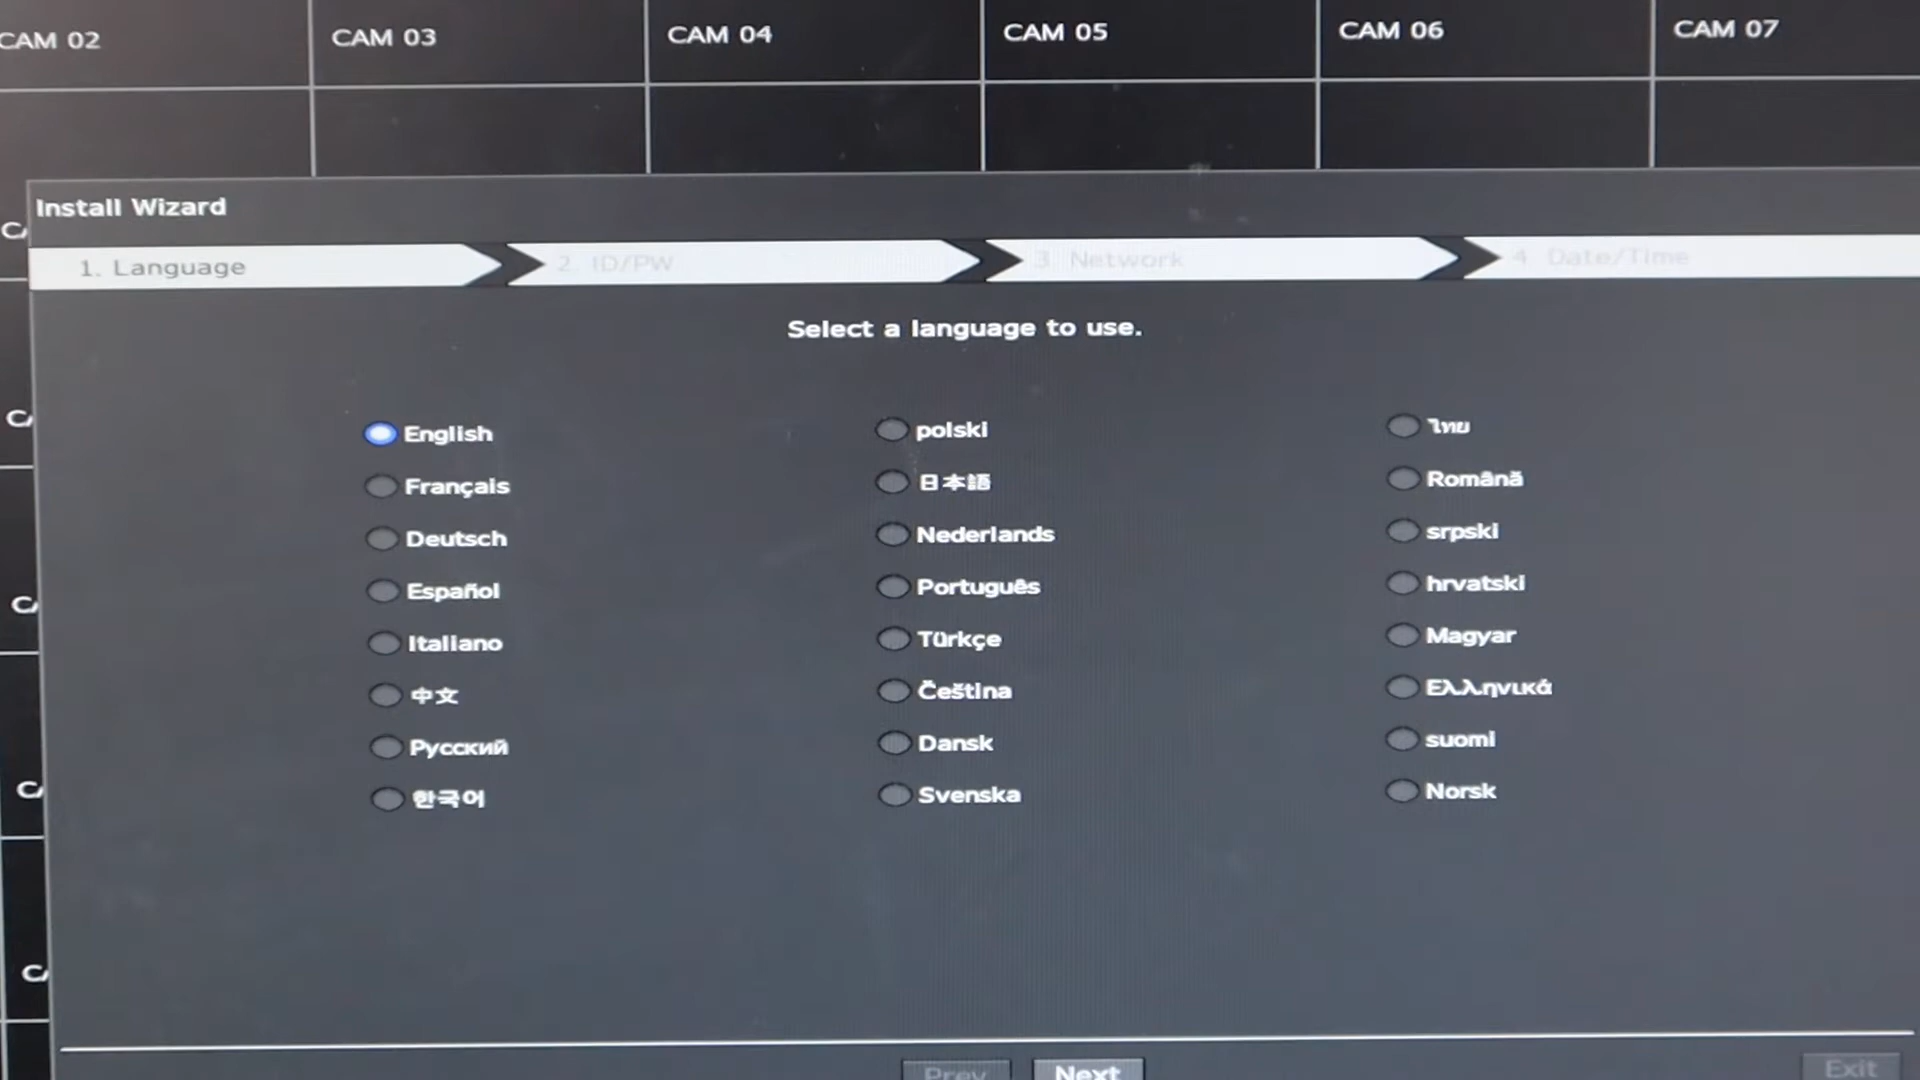 CAM 02 CAM 03 CAM 04 CAM 05 CAM 06 CAM 07
Install Wizard
1. Language 2 ID/PW 3 Network 4 Date/Time
Select a language to use.
English polski ไทย
Français 日本語 Română
Deutsch Nederlands srpski
Español Português hrvatski
Italiano Türkçe Magyar
中文 Čeština Ελληνικά
Русский Dansk suomi
한국어 Svenska Norsk
Prev Next Exit